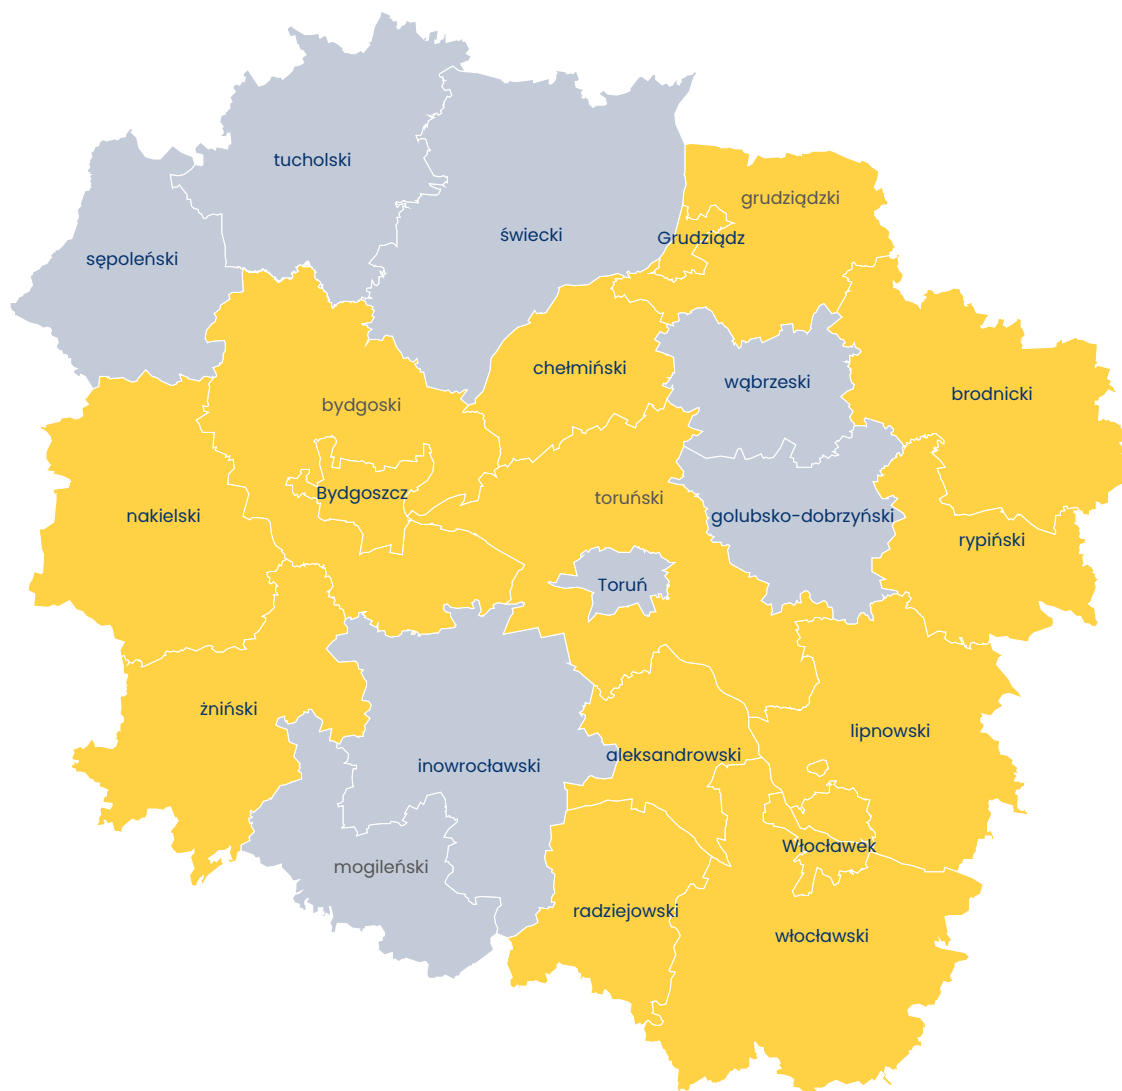 tucholski
grudziądzki
świecki
Grudziądz
sępoleński
chełmiński
wąbrzeski
brodnicki
bydgoski
Bydgoszcz
toruński
nakielski
golubsko-dobrzyński
rypiński
Toruń
żniński
lipnowski
aleksandrowski
inowrocławski
Włocławek
mogileński
radziejowski
włocławski